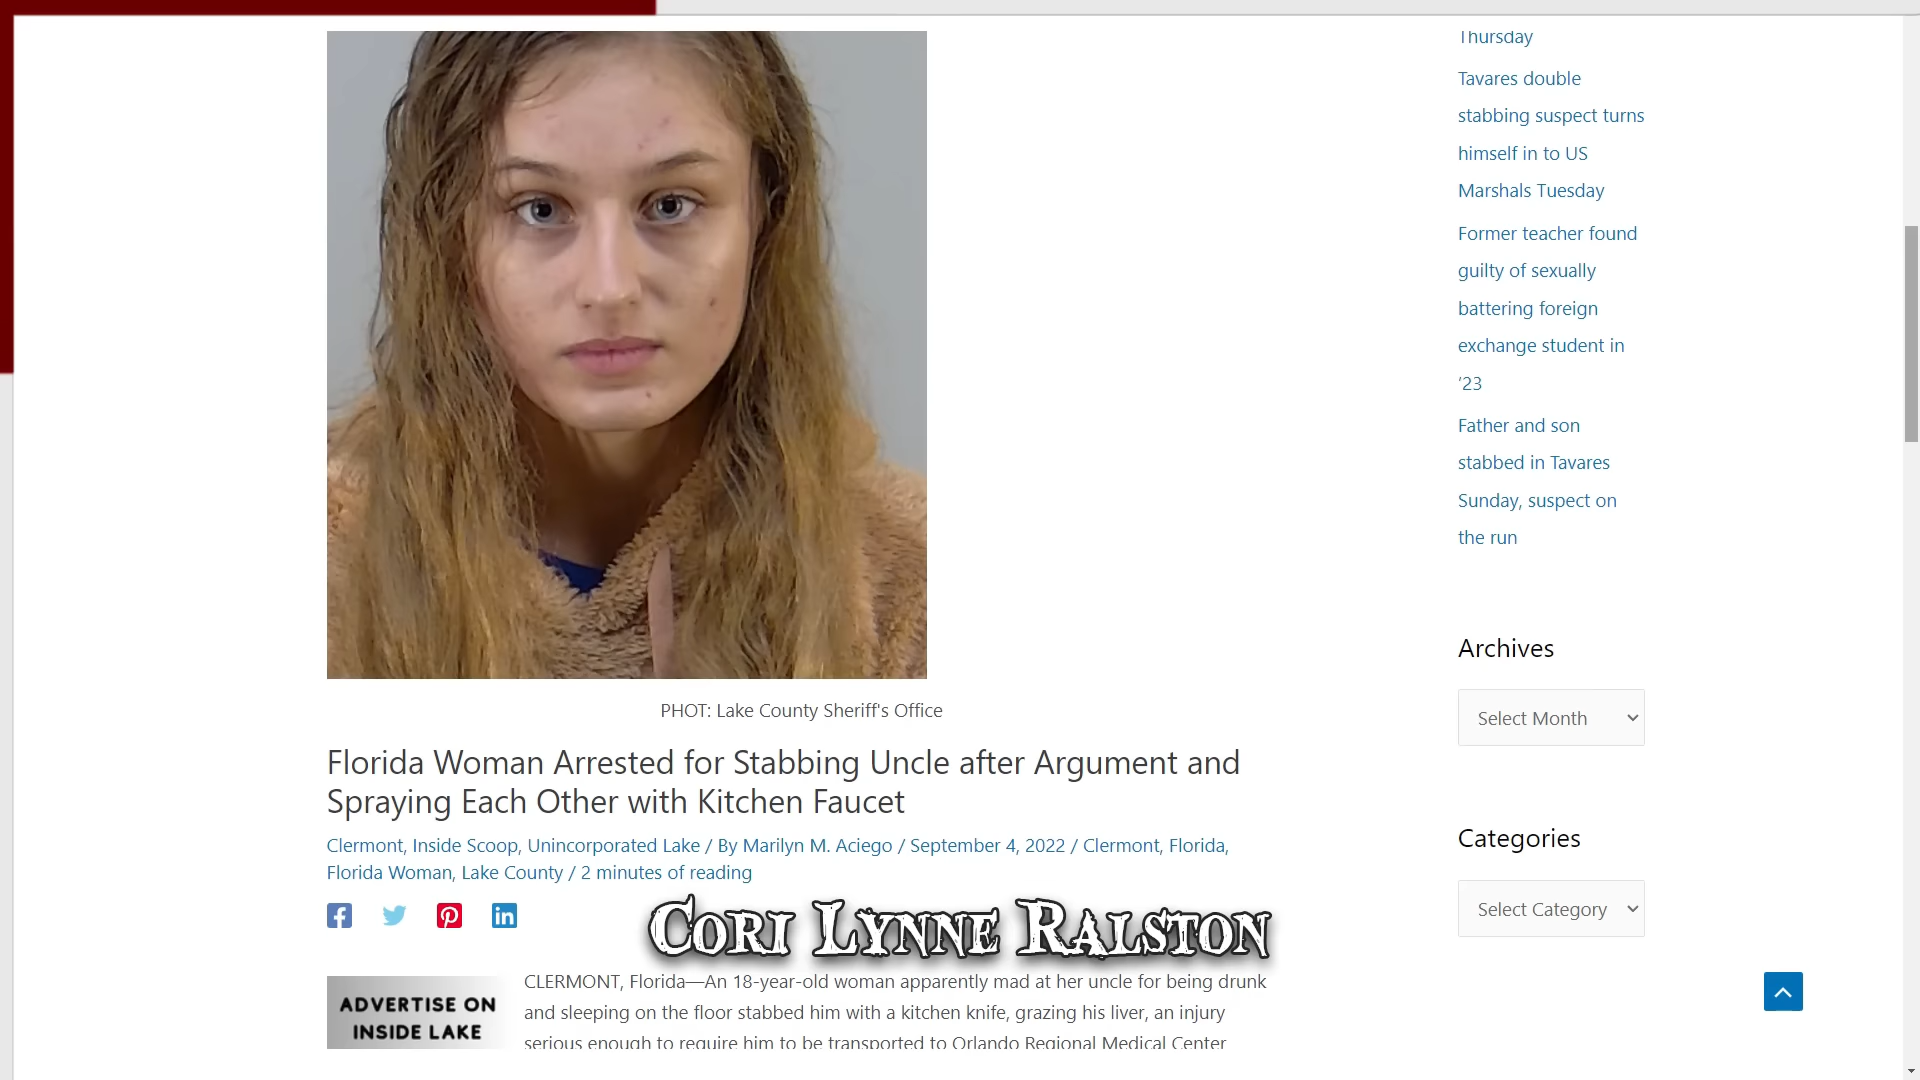 PHOT: Lake County Sheriff's Office
Florida Woman Arrested for Stabbing Uncle after Argument and
Spraying Each Other with Kitchen Faucet
Clermont, Inside Scoop, Unincorporated Lake / By Marilyn M. Aciego / September 4, 2022 / Clermont, Florida,
Florida Woman, Lake County / 2 minutes of reading
Cori Lynne Ralston
ADVERTISE ON
INSIDE LAKE
CLERMONT, Florida—An 18-year-old woman apparently mad at her uncle for being drunk
and sleeping on the floor stabbed him with a kitchen knife, grazing his liver, an injury
serious enough to require him to be transported to Orlando Regional Medical Center
Thursday
Tavares double
stabbing suspect turns
himself in to US
Marshals Tuesday
Former teacher found
guilty of sexually
battering foreign
exchange student in
'23
Father and son
stabbed in Tavares
Sunday, suspect on
the run
Archives
Select Month
Categories
Select Category